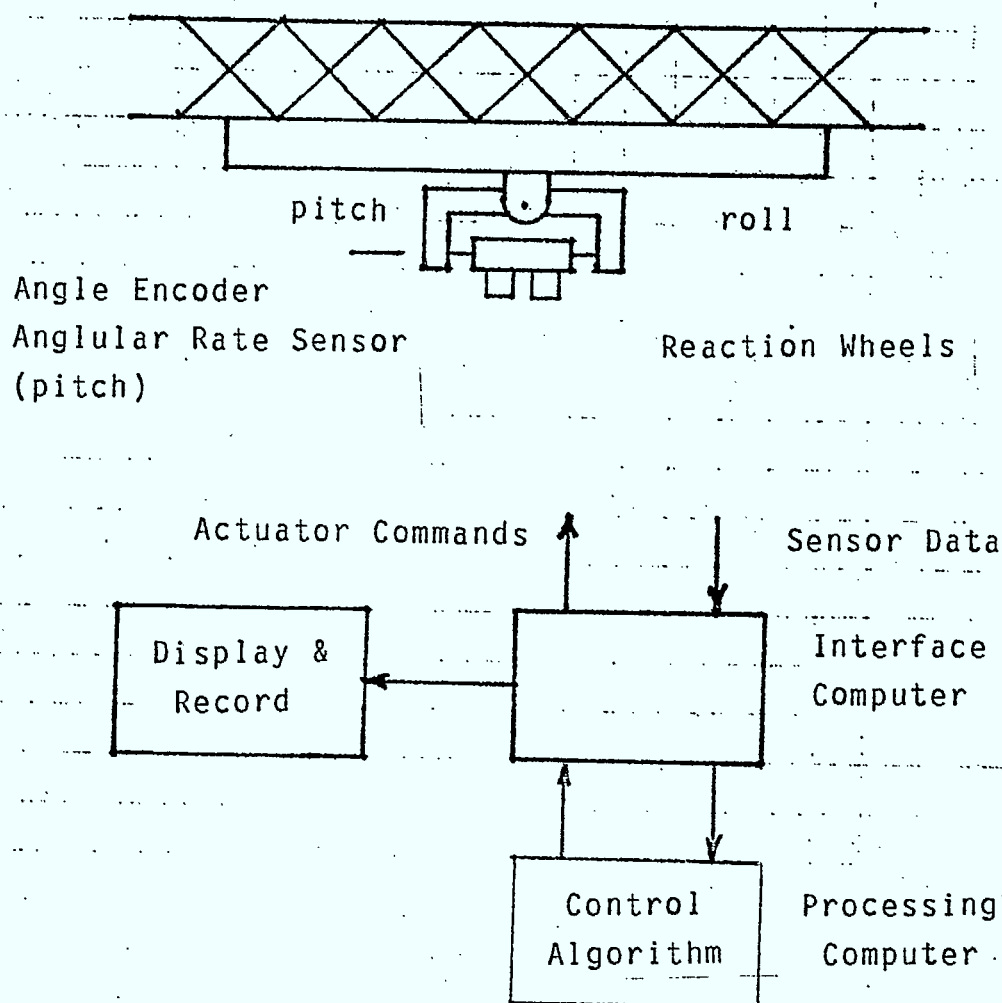 pitch
roll
Angle Encoder
Anglular Rate Sensor
(pitch)
Reaction Wheels
Actuator Commands
Sensor Data
Display &
Record
Interface
Computer
Control
Algorithm
Processing
Computer